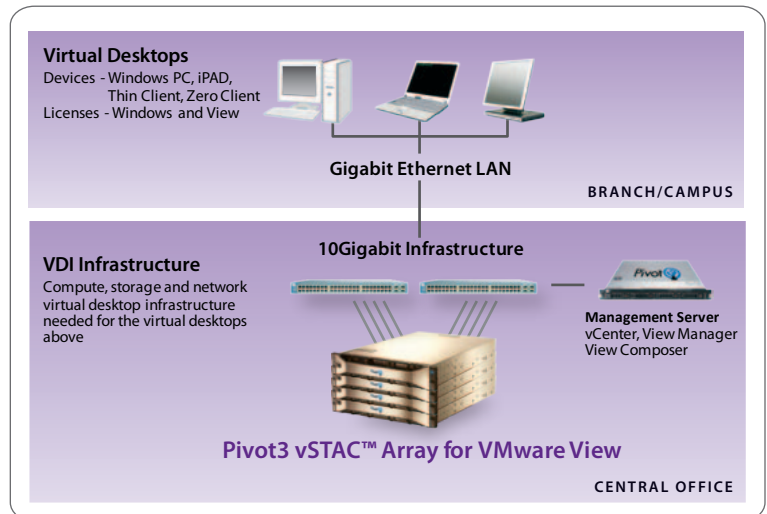 Virtual Desktops
Devices - Windows PC, iPAD,
Thin Client, Zero Client
Licenses - Windows and View
Gigabit Ethernet LAN
BRANCH/CAMPUS
10Gigabit Infrastructure
VDI Infrastructure
Compute, storage and network
virtual desktop infrastructure
needed for the virtual desktops
above
Pivot3
Management Server
vCenter, View Manager
View Composer
Pivot3 vSTAC™ Array for VMware View
CENTRAL OFFICE